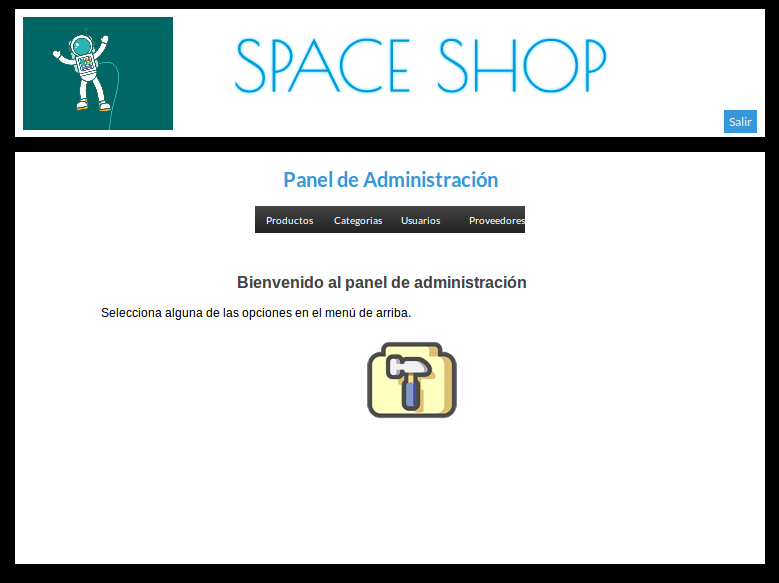 SPACE SHOP
Salir
Panel de Administración
Productos Categorias Usuarios Proveedores
Bienvenido al panel de administración
Selecciona alguna de las opciones en el menú de arriba.